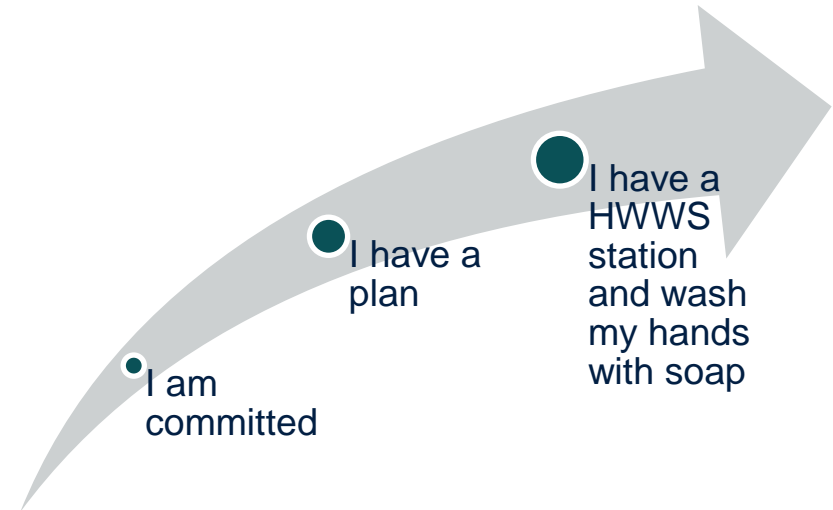 I am
committed
I have a
plan
I have a
HWWS
station
and wash
my hands
with soap